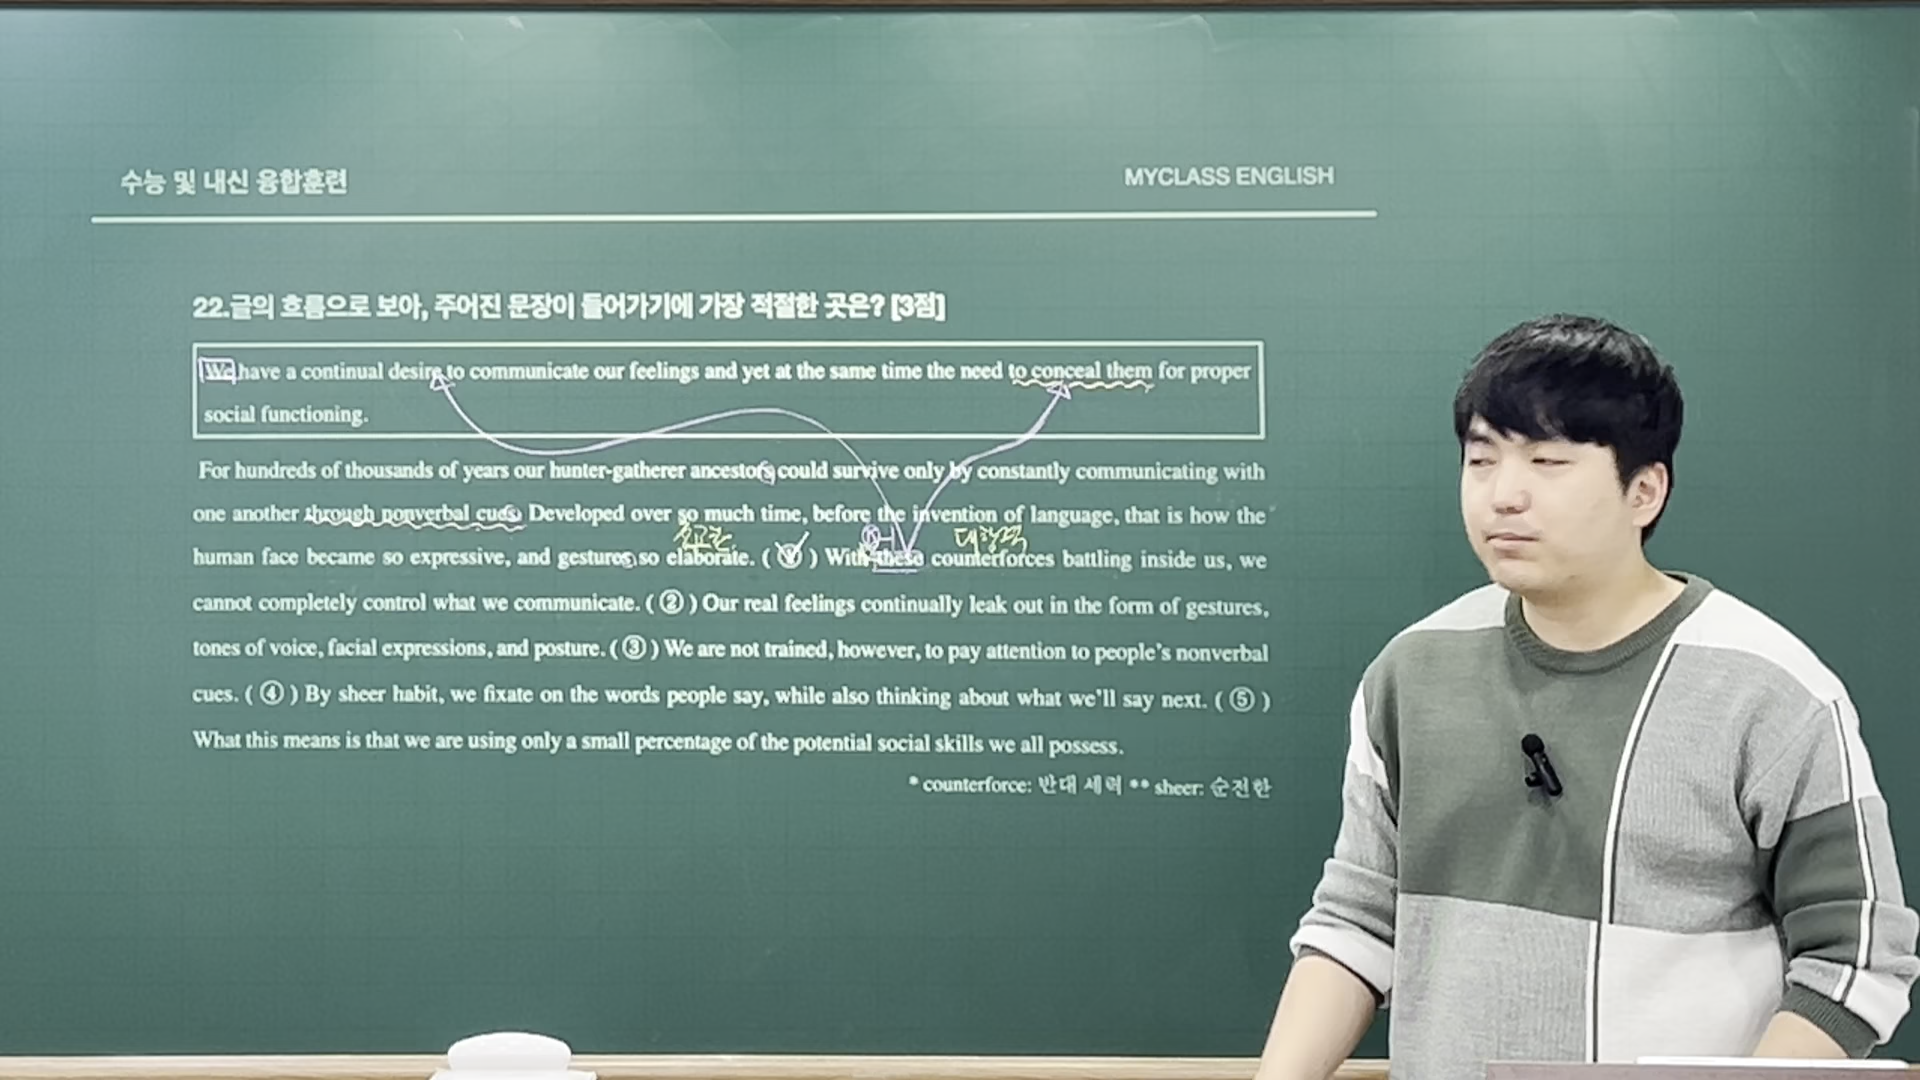 수능 및 내신 융합훈련
MYCLASS ENGLISH
22.글의 흐름으로 보아, 주어진 문장이 들어가기에 가장 적절한 곳은? [3점]
We have a continual desire to communicate our feelings and yet at the same time the need to conceal them for proper
social functioning.
For hundreds of thousands of years our hunter-gatherer ancestors could survive only by constantly communicating with
one another through nonverbal cues. Developed over so much time, before the invention of language, that is how the
human face became so expressive, and gestures so elaborate. ( ① ) With these counterforces battling inside us, we
cannot completely control what we communicate. ( ② ) Our real feelings continually leak out in the form of gestures,
tones of voice, facial expressions, and posture. ( ③ ) We are not trained, however, to pay attention to people's nonverbal
cues. ( ④ ) By sheer habit, we fixate on the words people say, while also thinking about what we'll say next. ( ⑤ )
What this means is that we are using only a small percentage of the potential social skills we all possess.
* counterforce: 반대 세력 ** sheer: 순전한